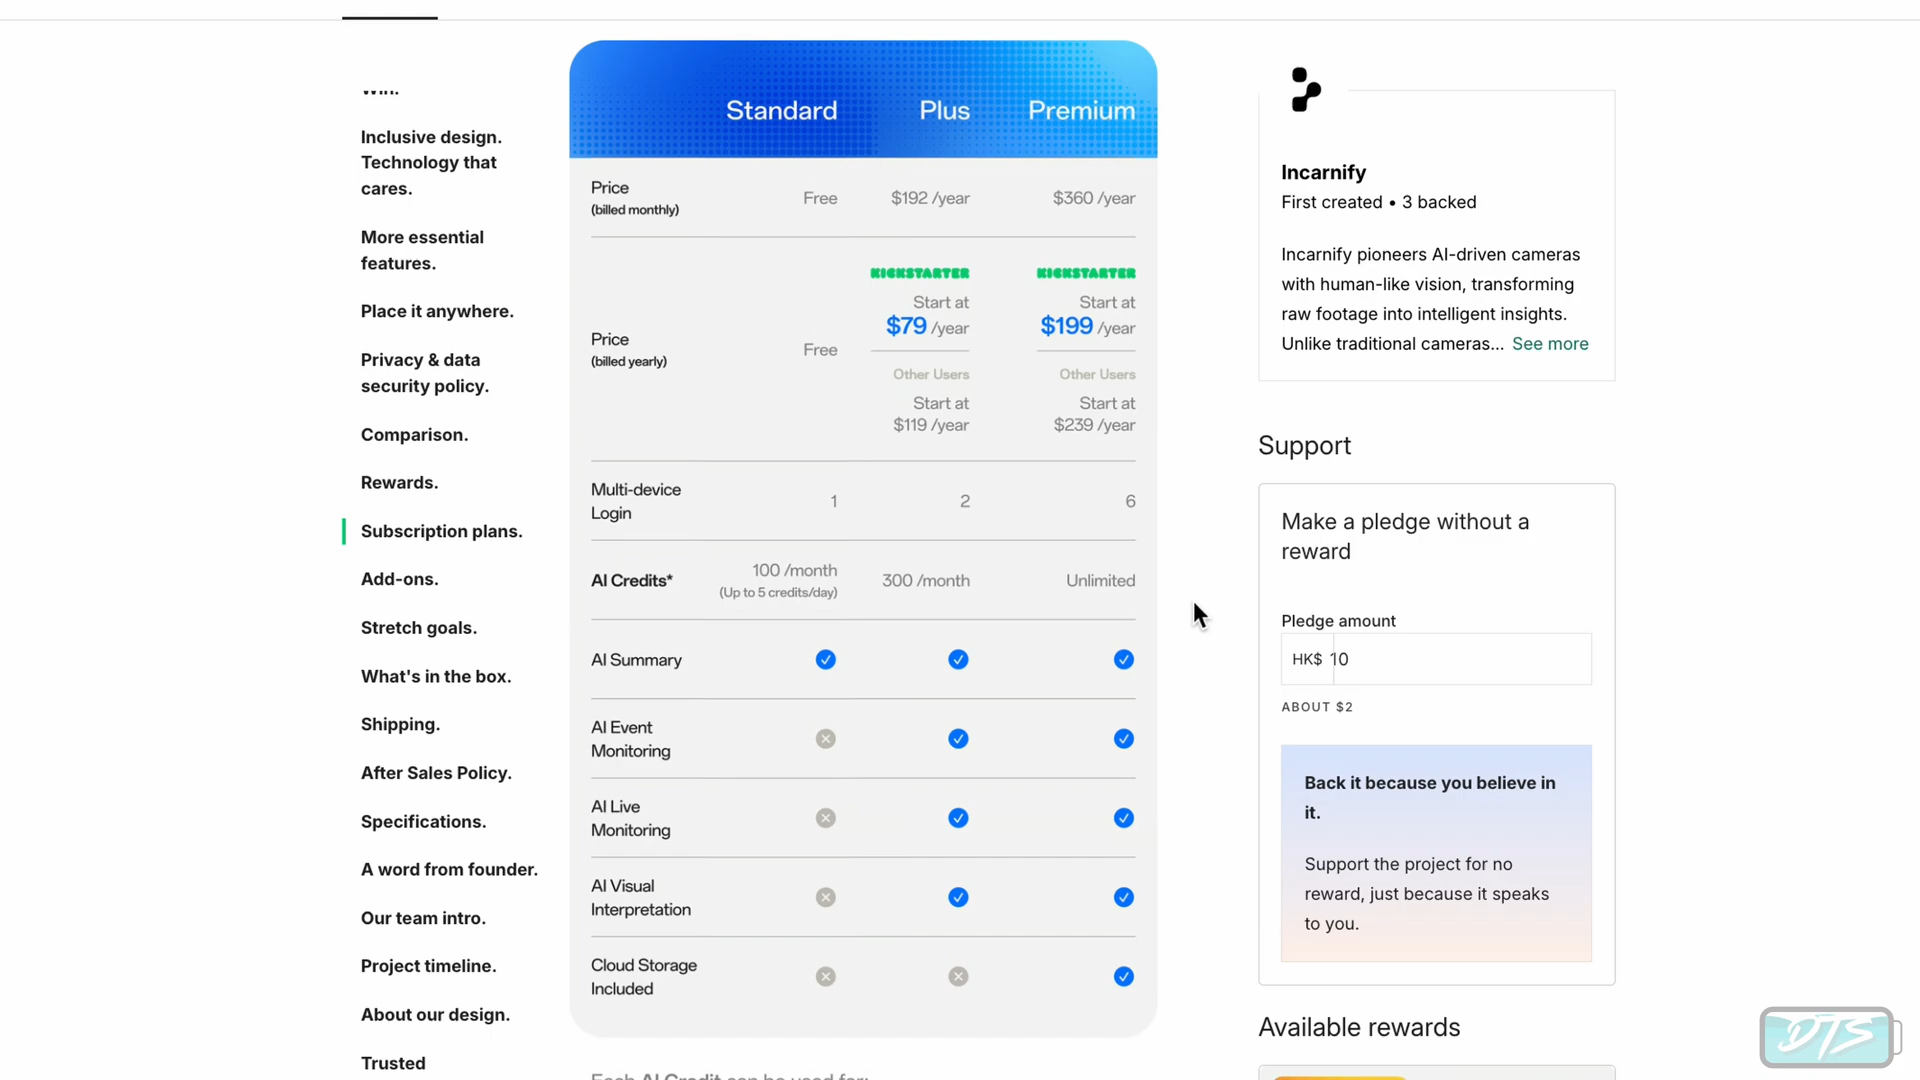 Inclusive design.
Technology that
cares.
More essential
features.
Place it anywhere.
Privacy & data
security policy.
Comparison.
Rewards.
Subscription plans.
Add-ons.
Stretch goals.
What's in the box.
Shipping.
After Sales Policy.
Specifications.
A word from founder.
Our team intro.
Project timeline.
About our design.
Trusted
Standard Plus Premium
Price
(billed monthly)
Free $192 /year $360 /year
KICKSTARTER KICKSTARTER
Start at Start at
$79 /year $199 /year
Price
(billed yearly)
Free
Other Users Other Users
Start at Start at
$119 /year $239 /year
Multi-device
Login
1 2 6
AI Credits*
100 /month
(Up to 5 credits/day)
300 /month Unlimited
AI Summary
AI Event
Monitoring
AI Live
Monitoring
AI Visual
Interpretation
Cloud Storage
Included
Each AI Credit can be used for:
Incarnify
First created • 3 backed
Incarnify pioneers AI-driven cameras
with human-like vision, transforming
raw footage into intelligent insights.
Unlike traditional cameras... See more
Support
Make a pledge without a
reward
Pledge amount
HK$ 10
ABOUT $2
Back it because you believe in
it.
Support the project for no
reward, just because it speaks
to you.
Available rewards
DTS